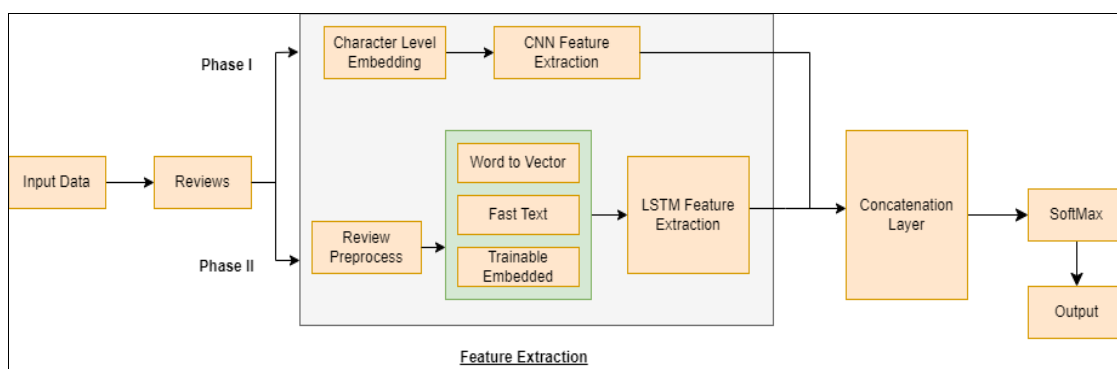 Phase I
Character Level
Embedding
CNN Feature
Extraction
Input Data
Reviews
Word to Vector
Fast Text
Trainable
Embedded
LSTM Feature
Extraction
Concatenation
Layer
SoftMax
Output
Review
Preprocess
Phase II
Feature Extraction